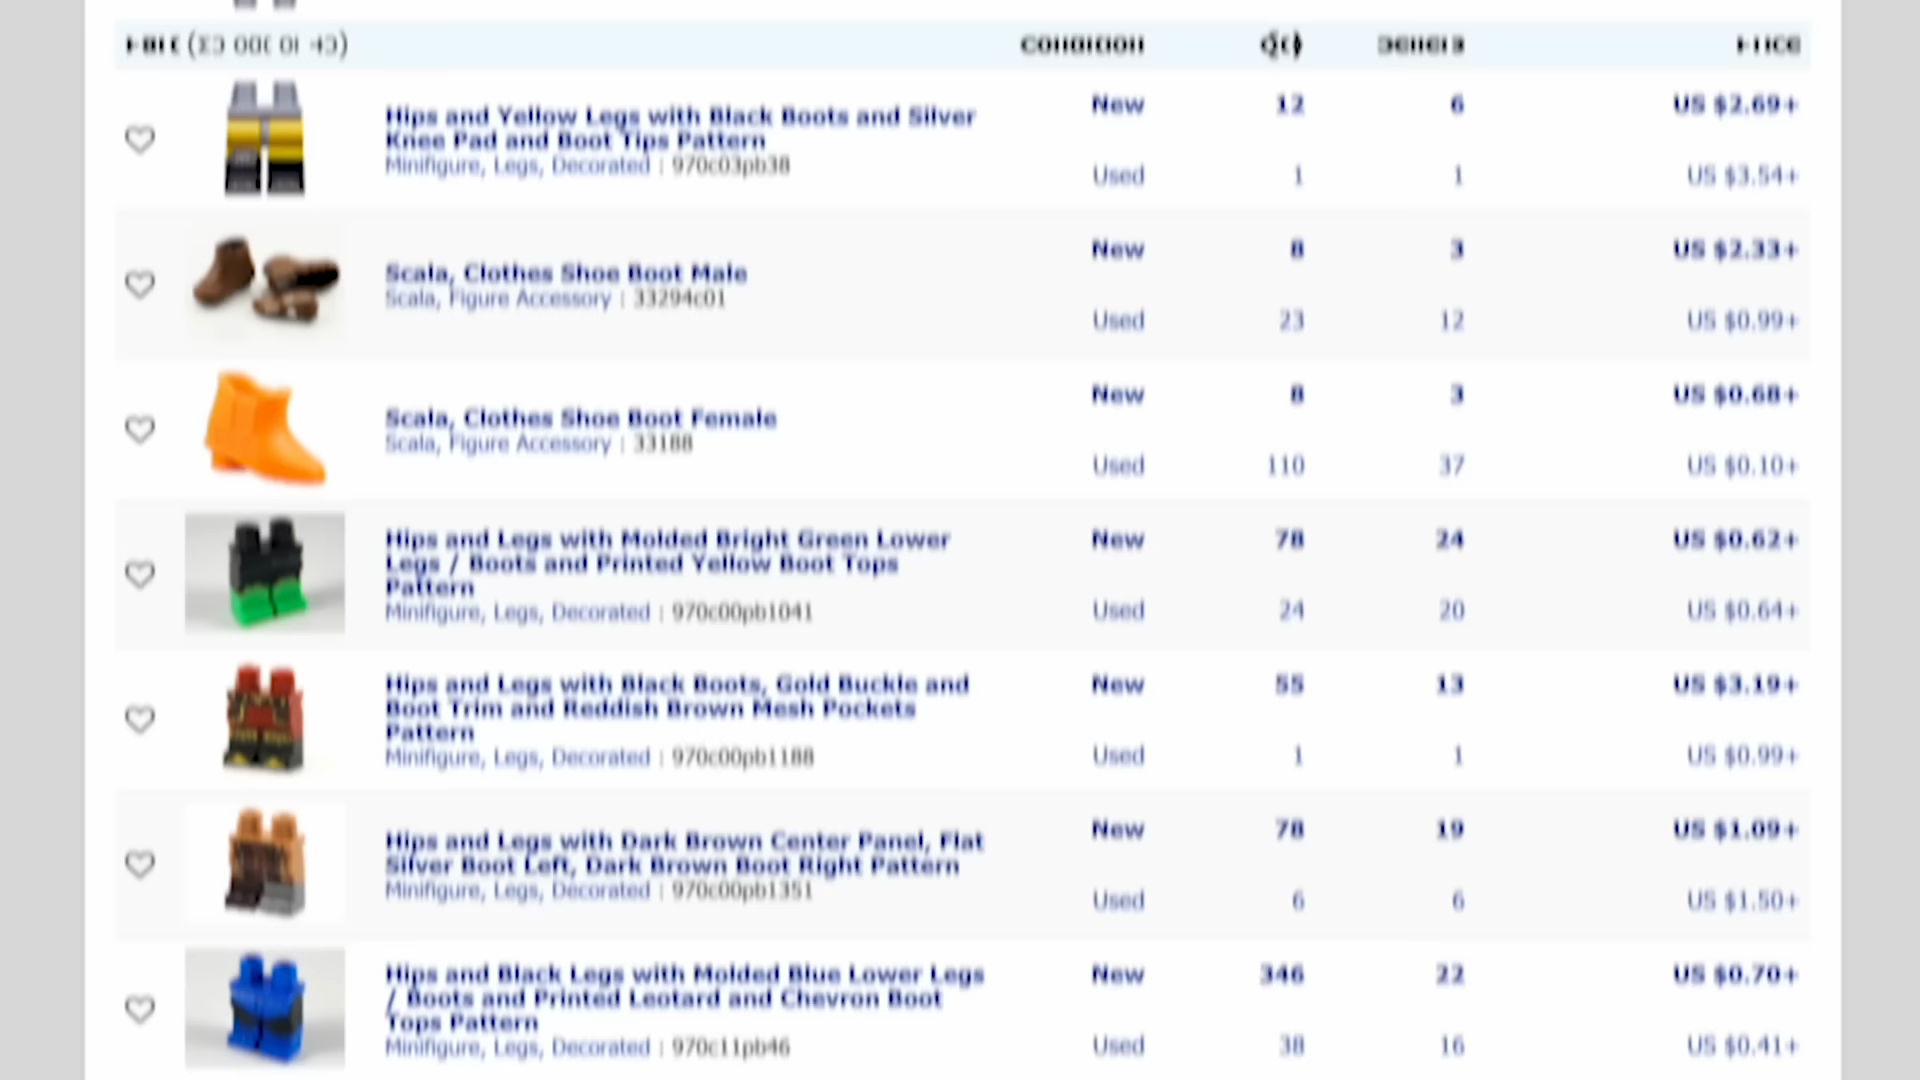 Condition Qty Sellers Price
Hips and Yellow Legs with Black Boots and Silver
Knee Pad and Boot Tips Pattern
Minifigure, Legs, Decorated : 970c03pb38
New 12 6 US $2.69+
Used 1 1 US $3.54+
Scala, Clothes Shoe Boot Male
Scala, Figure Accessory : 33294c01
New 8 3 US $2.33+
Used 23 12 US $0.99+
Scala, Clothes Shoe Boot Female
Scala, Figure Accessory : 33188
New 8 3 US $0.68+
Used 110 37 US $0.10+
Hips and Legs with Molded Bright Green Lower
Legs / Boots and Printed Yellow Boot Tops
Pattern
Minifigure, Legs, Decorated : 970c00pb1041
New 78 24 US $0.62+
Used 24 20 US $0.64+
Hips and Legs with Black Boots, Gold Buckle and
Boot Trim and Reddish Brown Mesh Pockets
Pattern
Minifigure, Legs, Decorated : 970c00pb1188
New 55 13 US $3.19+
Used 1 1 US $0.99+
Hips and Legs with Dark Brown Center Panel, Flat
Silver Boot Left, Dark Brown Boot Right Pattern
Minifigure, Legs, Decorated : 970c00pb1351
New 78 19 US $1.09+
Used 6 6 US $1.50+
Hips and Black Legs with Molded Blue Lower Legs
/ Boots and Printed Leotard and Chevron Boot
Tops Pattern
Minifigure, Legs, Decorated : 970c11pb46
New 346 22 US $0.70+
Used 38 16 US $0.41+